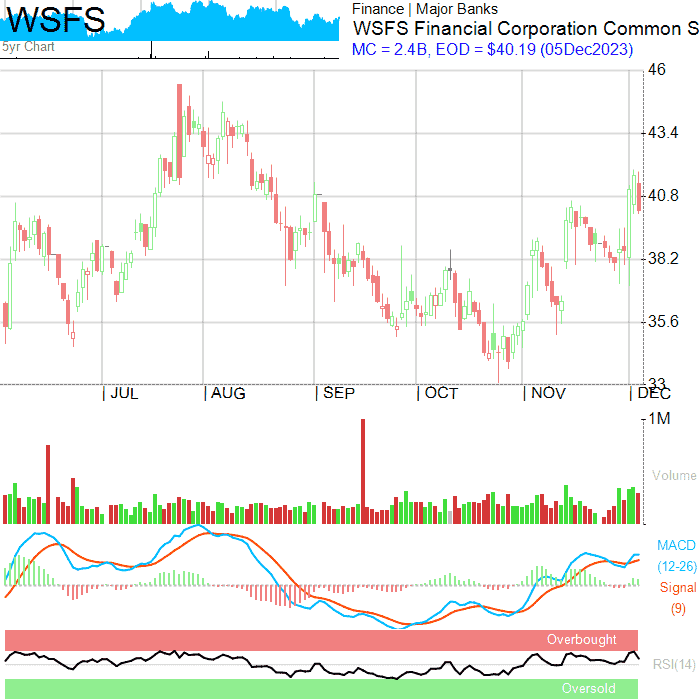 WSFS
5yr Chart
Finance | Major Banks
WSFS Financial Corporation Common S
MC = 2.4B, EOD = $40.19 (05Dec2023)
46
43.4
40.8
38.2
35.6
33
| JUL | AUG | SEP | OCT | NOV | DEC
1M
Volume
MACD
(12-26)
Signal
(9)
Overbought
RSI(14)
Oversold